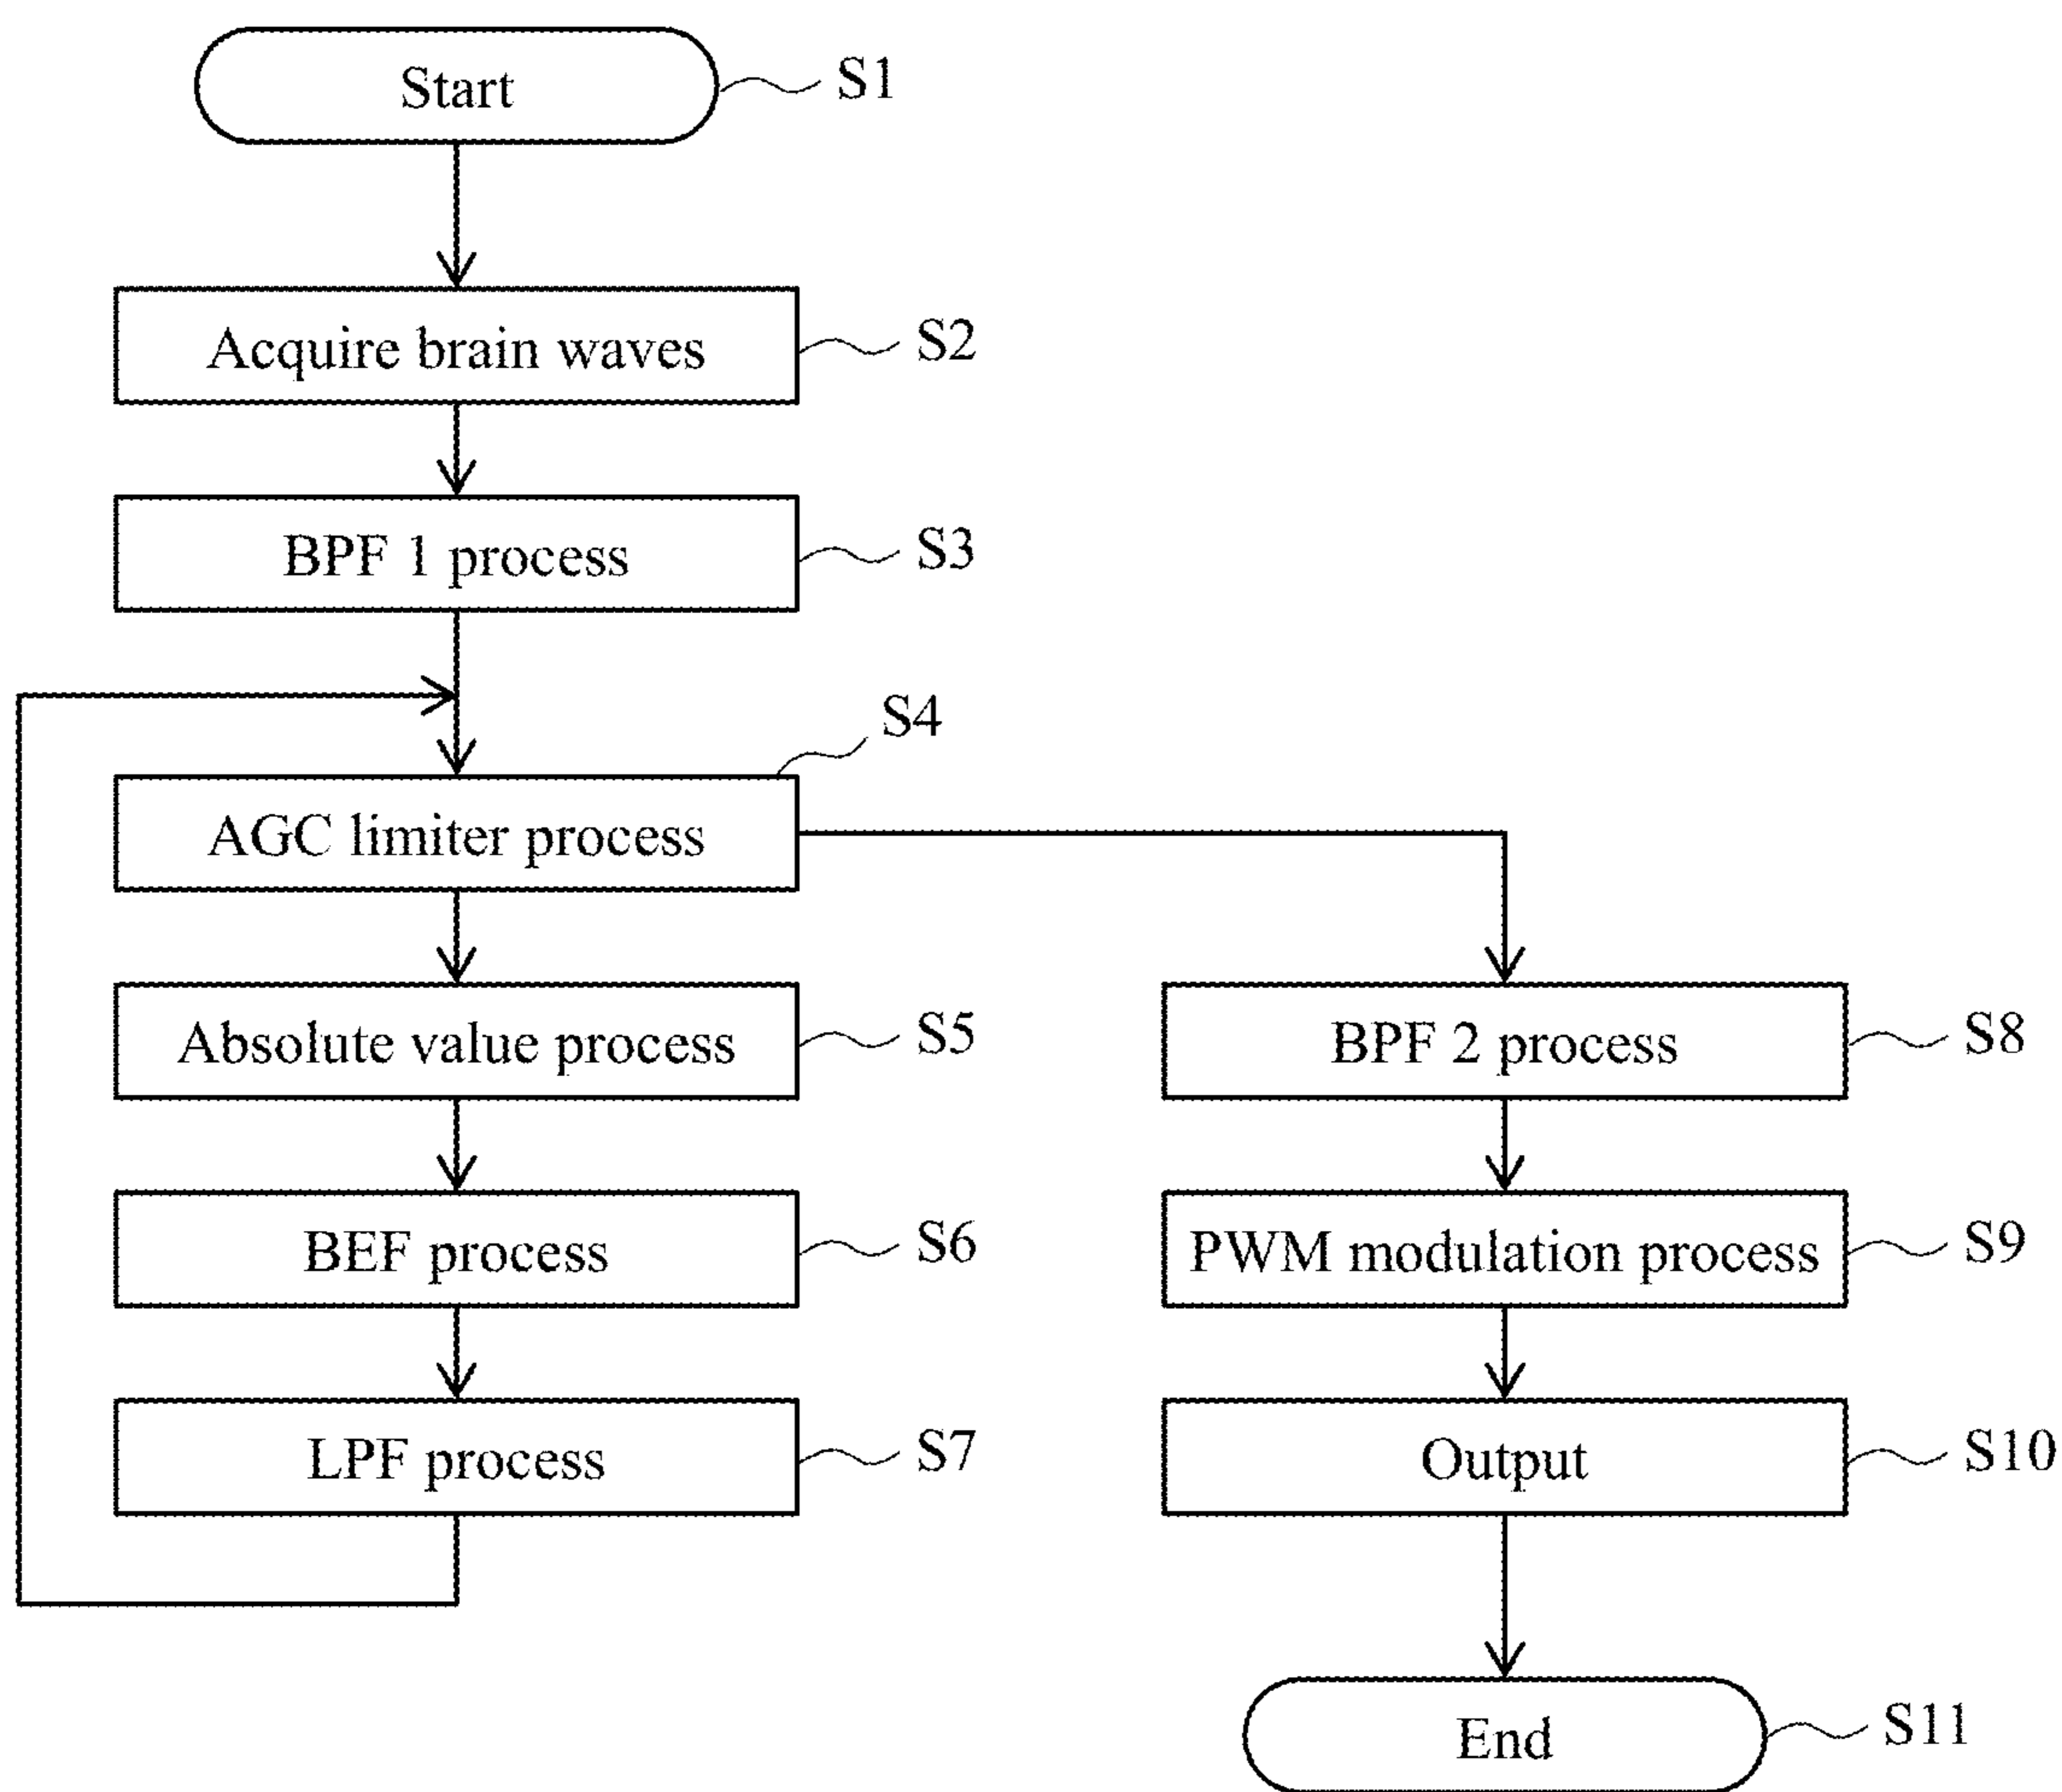 Start
S1
Acquire brain waves
S2
BPF 1 process
S3
S4
AGC limiter process
Absolute value process
S5
BEF process
S6
LPF process
S7
BPF 2 process
S8
PWM modulation process
S9
Output
S10
End
S11